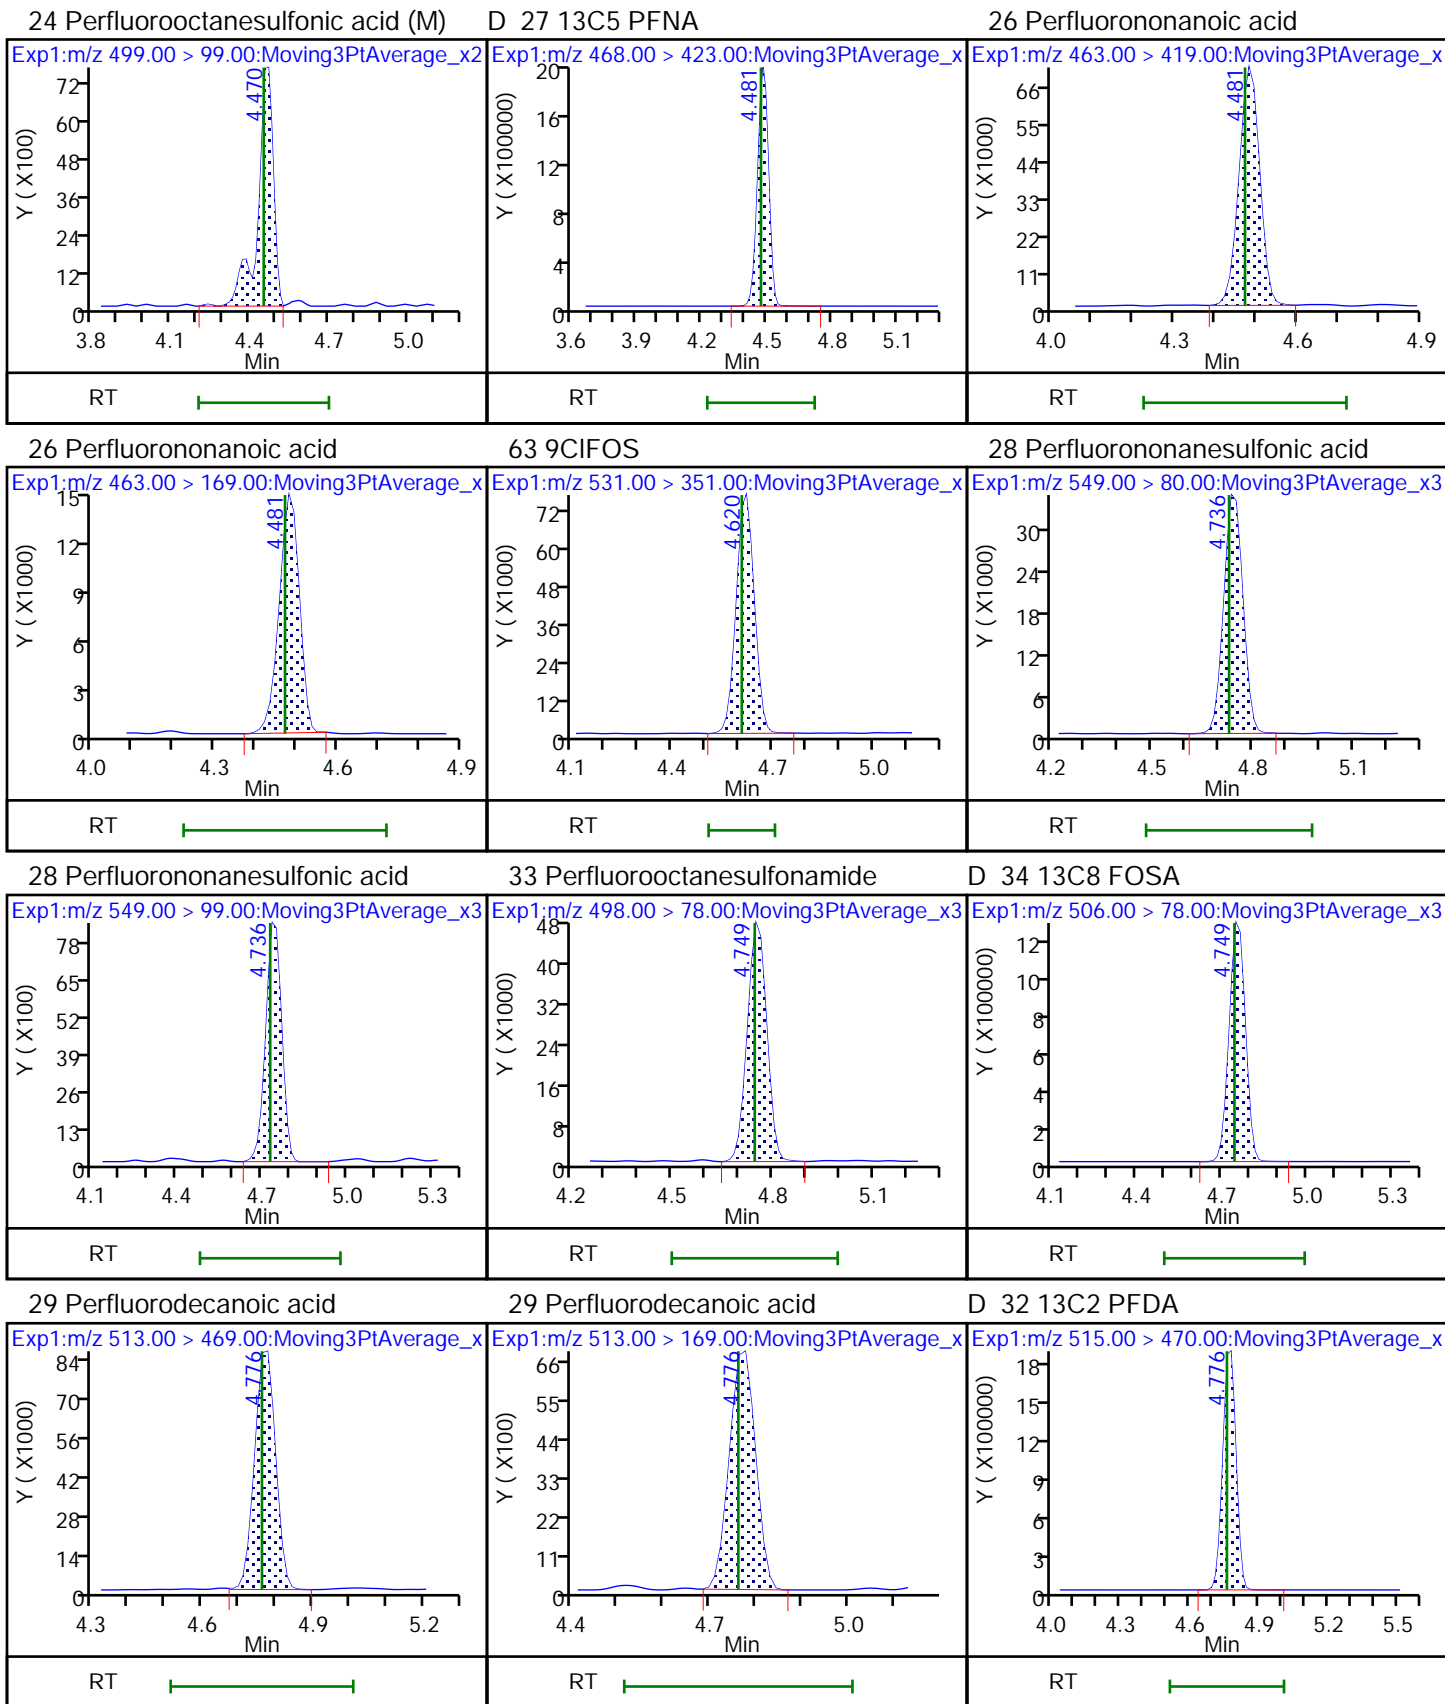 24 Perfluorooctanesulfonic acid (M)
Exp1:m/z 499.00 > 99.00:Moving3PtAverage_x2
4.470
Y ( X100)
72
60
48
36
24
12
0
3.8 4.1 4.4 4.7 5.0
Min
RT
D 27 13C5 PFNA
Exp1:m/z 468.00 > 423.00:Moving3PtAverage_x
4.481
Y ( X100000)
20
16
12
8
4
0
3.6 3.9 4.2 4.5 4.8 5.1
Min
RT
26 Perfluorononanoic acid
Exp1:m/z 463.00 > 419.00:Moving3PtAverage_x
4.481
Y ( X1000)
66
55
44
33
22
11
0
4.0 4.3 4.6 4.9
Min
RT
26 Perfluorononanoic acid
Exp1:m/z 463.00 > 169.00:Moving3PtAverage_x
4.481
Y ( X1000)
15
12
9
6
3
0
4.0 4.3 4.6 4.9
Min
RT
63 9ClFOS
Exp1:m/z 531.00 > 351.00:Moving3PtAverage_x
4.620
Y ( X1000)
72
60
48
36
24
12
0
4.1 4.4 4.7 5.0
Min
RT
28 Perfluorononanesulfonic acid
Exp1:m/z 549.00 > 80.00:Moving3PtAverage_x3
4.736
Y ( X1000)
30
24
18
12
6
0
4.2 4.5 4.8 5.1
Min
RT
28 Perfluorononanesulfonic acid
Exp1:m/z 549.00 > 99.00:Moving3PtAverage_x3
4.736
Y ( X100)
78
65
52
39
26
13
0
4.1 4.4 4.7 5.0 5.3
Min
RT
33 Perfluorooctanesulfonamide
Exp1:m/z 498.00 > 78.00:Moving3PtAverage_x3
4.749
Y ( X1000)
48
40
32
24
16
8
0
4.2 4.5 4.8 5.1
Min
RT
D 34 13C8 FOSA
Exp1:m/z 506.00 > 78.00:Moving3PtAverage_x3
4.749
Y ( X100000)
12
10
8
6
4
2
0
4.1 4.4 4.7 5.0 5.3
Min
RT
29 Perfluorodecanoic acid
Exp1:m/z 513.00 > 469.00:Moving3PtAverage_x
4.776
Y ( X1000)
84
70
56
42
28
14
0
4.3 4.6 4.9 5.2
Min
RT
29 Perfluorodecanoic acid
Exp1:m/z 513.00 > 169.00:Moving3PtAverage_x
4.776
Y ( X100)
66
55
44
33
22
11
0
4.4 4.7 5.0
Min
RT
D 32 13C2 PFDA
Exp1:m/z 515.00 > 470.00:Moving3PtAverage_x
4.776
Y ( X100000)
18
15
12
9
6
3
0
4.0 4.3 4.6 4.9 5.2 5.5
Min
RT